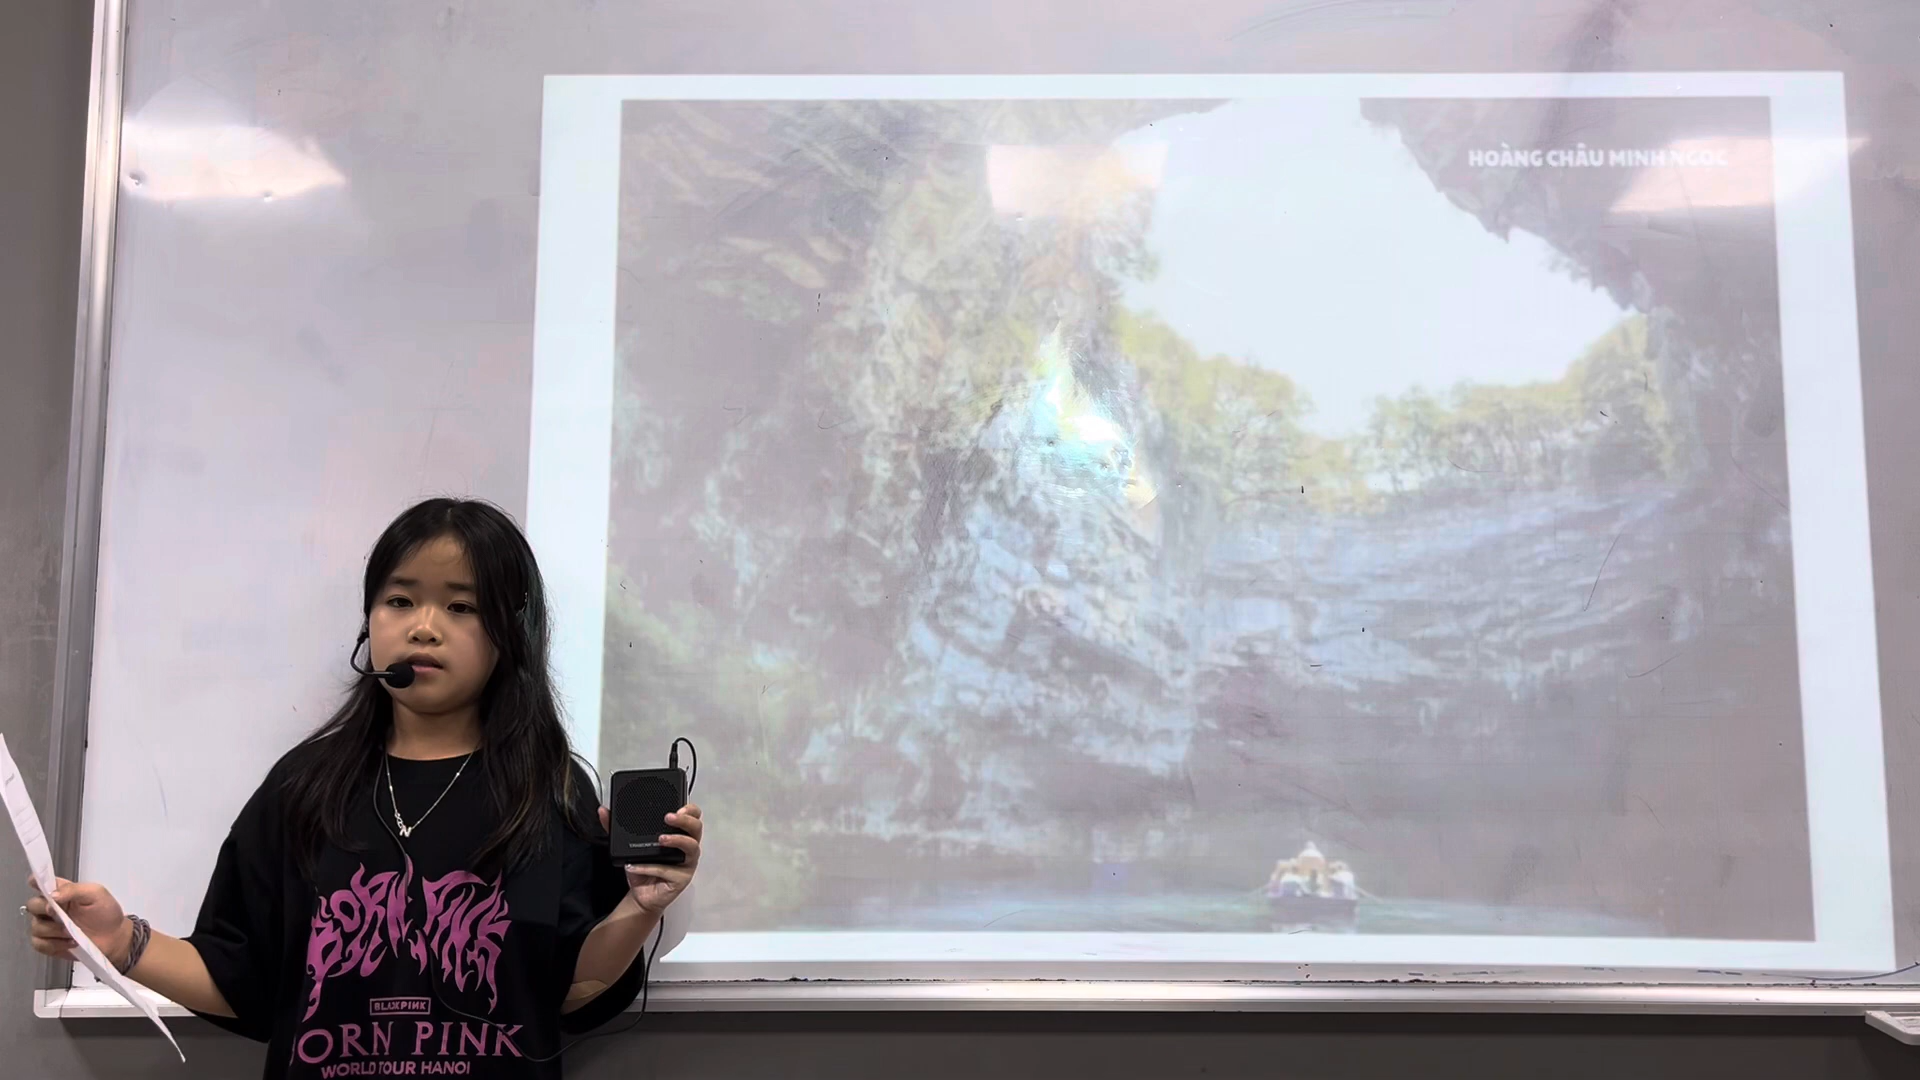 HOÀNG CHÂU MINH NGỌC
BORN PINK
BLACKPINK
BORN PINK
WORLD TOUR HANOI